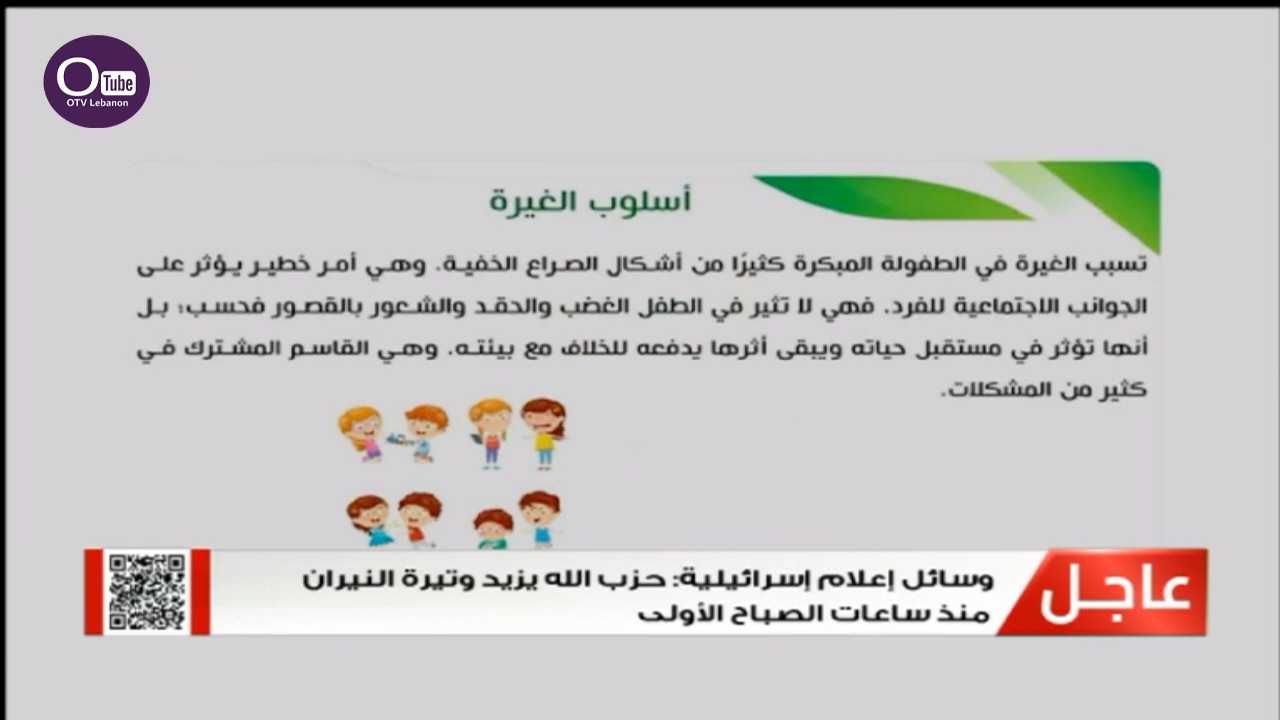 O Tube
OTV Lebanon
أسلوب الغيرة
تسبب الغيرة في الطفولة المبكرة كثيرًا من أشكال الصراع الخفية. وهي أمر خطير يؤثر على
الجوانب الاجتماعية للفرد. فهي لا تثير في الطفل الغضب والحقد والشعور بالقصور فحسب؛ بل
أنها تؤثر في مستقبل حياته ويبقى أثرها يدفعه للخلاف مع بيئته. وهي القاسم المشترك في
كثير من المشكلات.
عاجل
وسائل إعلام إسرائيلية: حزب الله يزيد وتيرة النيران
منذ ساعات الصباح الأولى